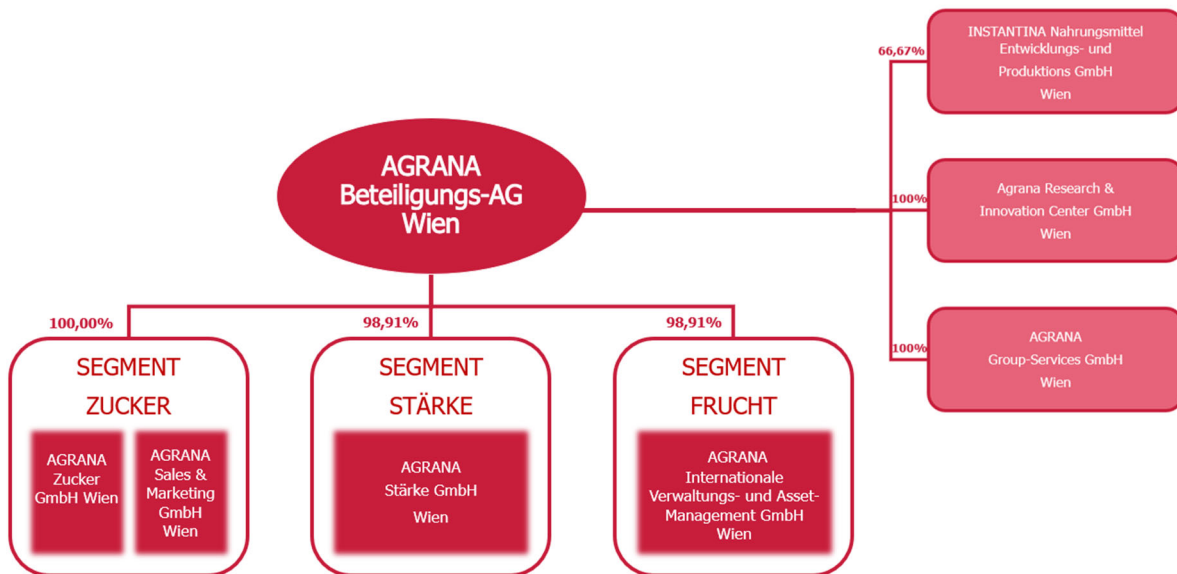 INSTANTINA Nahrungsmittel
Entwicklungs- und
Produktions GmbH
Wien
66,67%
AGRANA
Beteiligungs-AG
Wien
Agrana Research &
Innovation Center GmbH
Wien
100%
AGRANA
Group-Services GmbH
Wien
100%
100,00%
98,91%
98,91%
SEGMENT
ZUCKER
AGRANA
Zucker
GmbH Wien
AGRANA
Sales &
Marketing
GmbH
Wien
SEGMENT
STÄRKE
AGRANA
Stärke GmbH
Wien
SEGMENT
FRUCHT
AGRANA
Internationale
Verwaltungs- und Asset-
Management GmbH
Wien